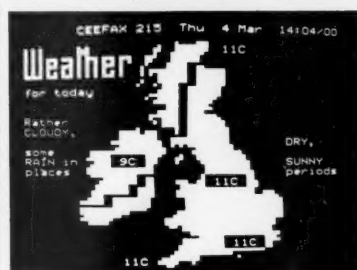 CEEFAX 215 Thu 4 Mar 14:04/00
11C
Weather
for today
Rather
CLOUDY,
some
RAIN in
places
9C
DRY,
SUNNY
periods
11C
11C
11C